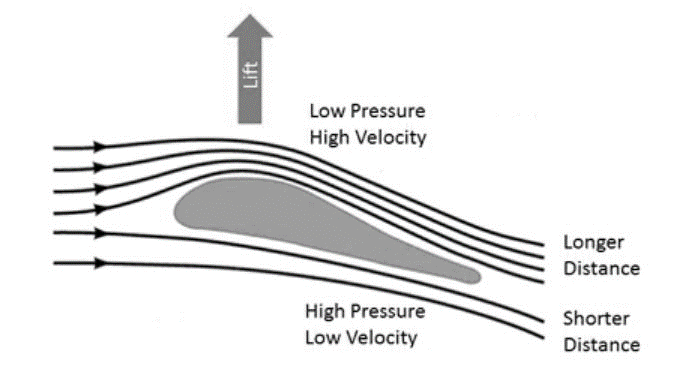 Lift
Low Pressure
High Velocity
Longer
Distance
High Pressure
Low Velocity
Shorter
Distance